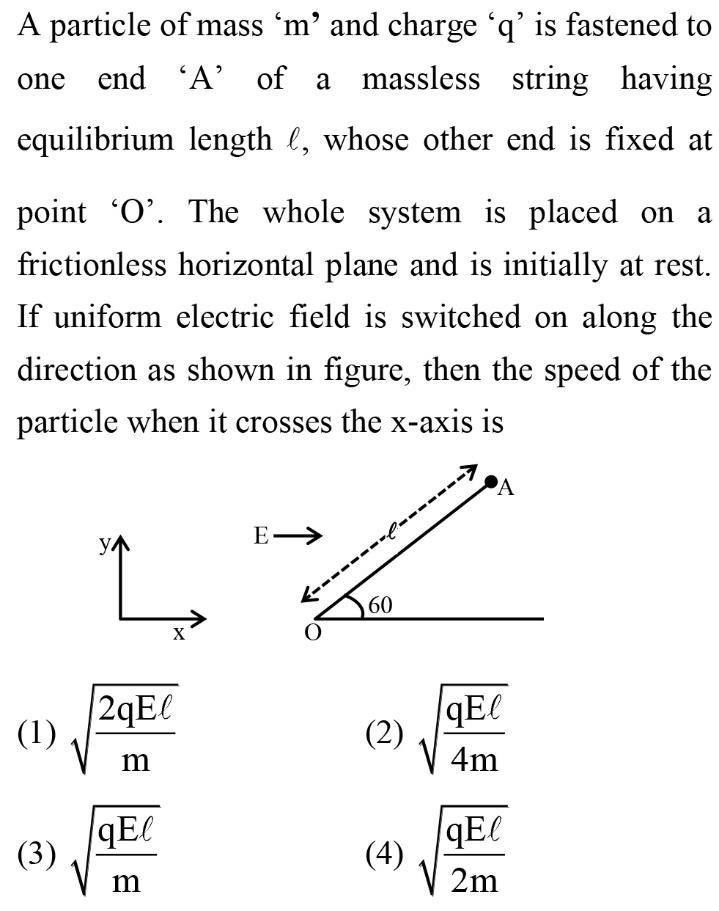 A particle of mass ‘m’ and charge ‘q’ is fastened to
one end ‘A’ of a massless string having
equilibrium length ℓ, whose other end is fixed at
point ‘O’. The whole system is placed on a
frictionless horizontal plane and is initially at rest.
If uniform electric field is switched on along the
direction as shown in figure, then the speed of the
particle when it crosses the x-axis is
A
y
E
ℓ
60
x
O
(1) √(2qEℓ/m) (2) √(qEℓ/4m)
(3) √(qEℓ/m) (4) √(qEℓ/2m)